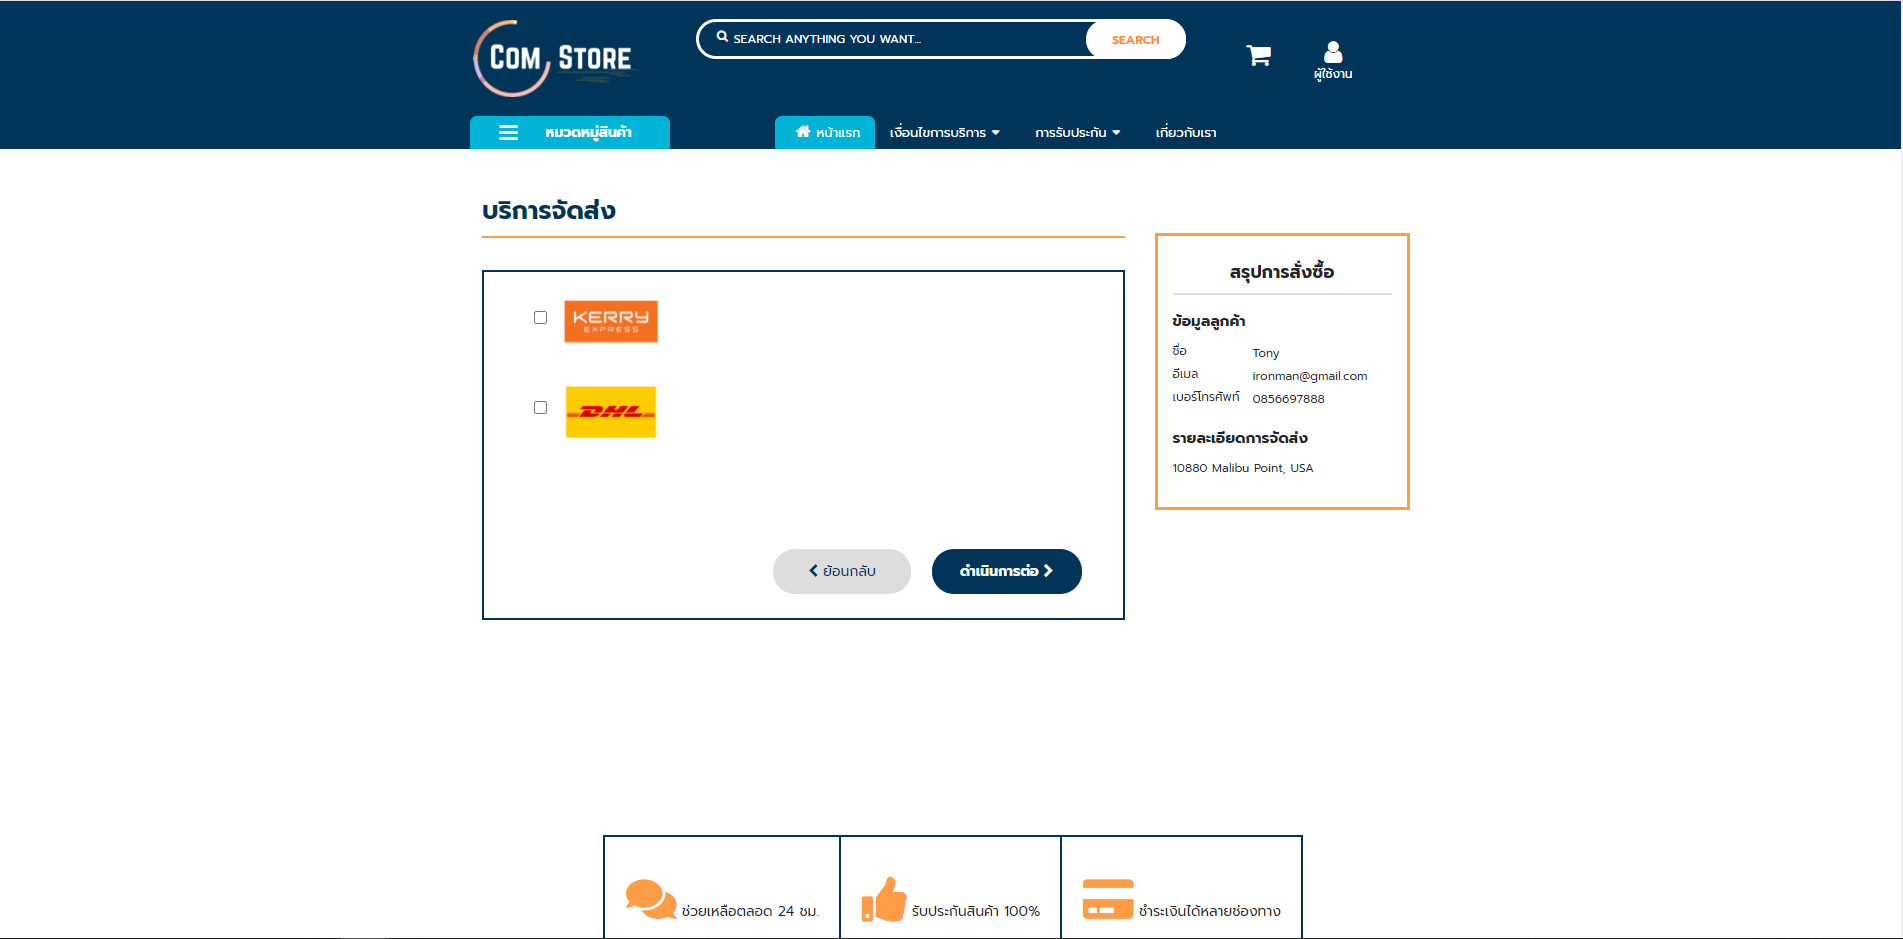 COM STORE
SEARCH ANYTHING YOU WANT...
SEARCH
ผู้ใช้งาน
หมวดหมู่สินค้า
หน้าแรก
เงื่อนไขการบริการ
การรับประกัน
เกี่ยวกับเรา
บริการจัดส่ง
KERRY
EXPRESS
DHL
ย้อนกลับ
ดำเนินการต่อ
สรุปการสั่งซื้อ
ข้อมูลลูกค้า
ชื่อ Tony
อีเมล ironman@gmail.com
เบอร์โทรศัพท์ 0856697888
รายละเอียดการจัดส่ง
10880 Malibu Point, USA
ช่วยเหลือตลอด 24 ชม.
รับประกันสินค้า 100%
ชำระเงินได้หลายช่องทาง